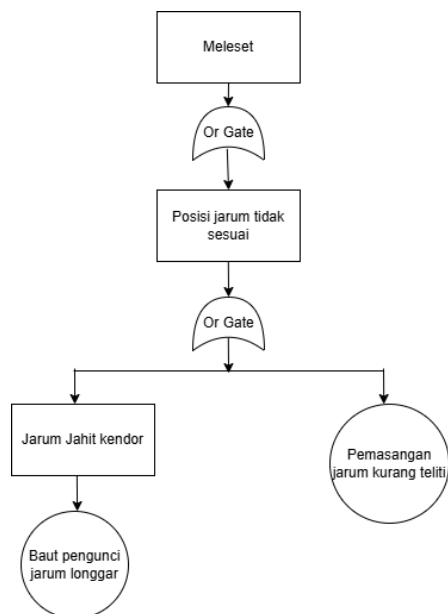 Meleset
Or Gate
Posisi jarum tidak
sesuai
Or Gate
Jarum Jahit kendor
Pemasangan
jarum kurang teliti
Baut pengunci
jarum longgar